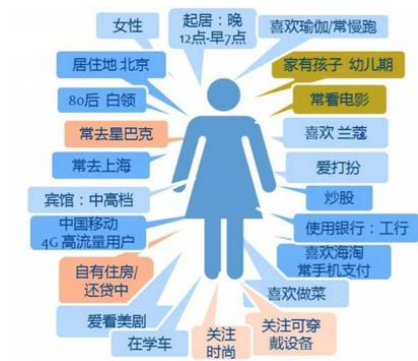 女性
起居：晚
12点-早7点
喜欢瑜伽/常慢跑
居住地 北京
家有孩子 幼儿期
80后 白领
常看电影
常去星巴克
喜欢 兰蔻
常去上海
爱打扮
宾馆：中高档
炒股
中国移动
4G 高流量用户
使用银行：工行
喜欢海淘
常手机支付
自有住房/
还贷中
喜欢做菜
爱看美剧
在学车
关注
时尚
关注可穿
戴设备